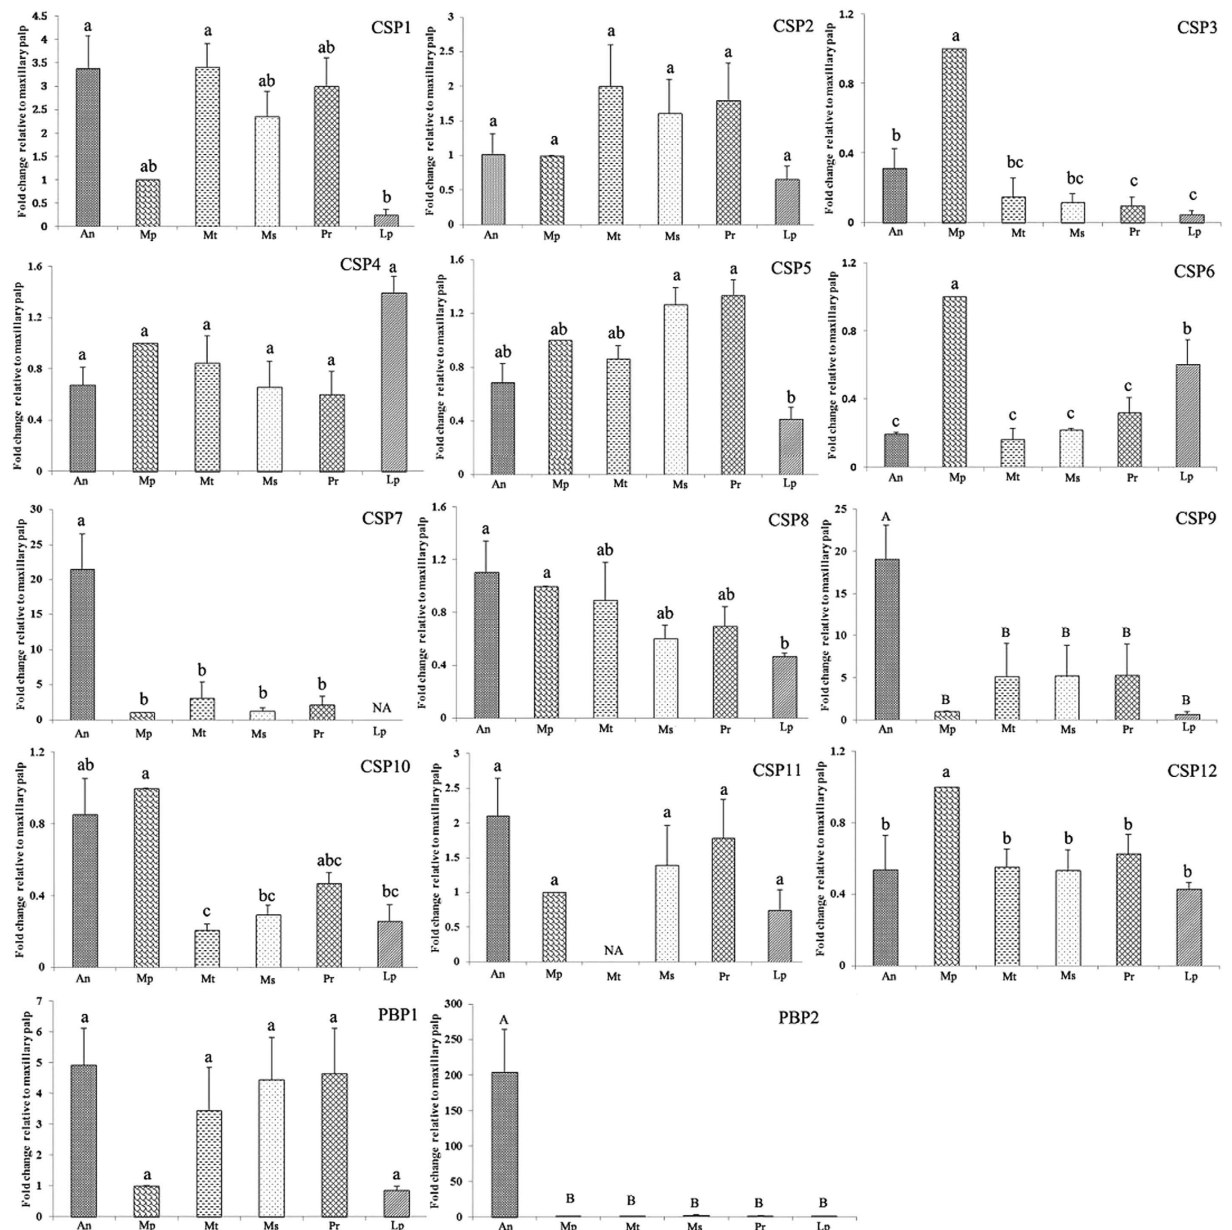 CSP1
Fold change relative to maxillary palp
4.5
4
3.5
3
2.5
2
1.5
1
0.5
0
a
ab
a
ab
ab
b
An Mp Mt Ms Pr Lp
CSP2
Fold change relative to maxillary palp
3
2.5
2
1.5
1
0.5
0
a
a
a
a
a
a
An Mp Mt Ms Pr Lp
CSP3
Fold change relative to maxillary palp
1.2
0.8
0.4
0
b
a
bc
bc
c
c
An Mp Mt Ms Pr Lp
CSP4
Fold change relative to maxillary palp
1.6
1.2
0.8
0.4
0
a
a
a
a
a
a
An Mp Mt Ms Pr Lp
CSP5
Fold change relative to maxillary palp
1.6
1.2
0.8
0.4
0
ab
ab
ab
a
a
b
An Mp Mt Ms Pr Lp
CSP6
Fold change relative to maxillary palp
1.2
0.8
0.4
0
c
a
c
c
c
b
An Mp Mt Ms Pr Lp
CSP7
Fold change relative to maxillary palp
30
25
20
15
10
5
0
a
b
b
b
b
NA
An Mp Mt Ms Pr Lp
CSP8
Fold change relative to maxillary palp
1.6
1.2
0.8
0.4
0
a
a
ab
ab
ab
b
An Mp Mt Ms Pr Lp
CSP9
Fold change relative to maxillary palp
25
20
15
10
5
0
A
B
B
B
B
B
An Mp Mt Ms Pr Lp
CSP10
Fold change relative to maxillary palp
1.2
0.8
0.4
0
ab
a
c
bc
abc
bc
An Mp Mt Ms Pr Lp
CSP11
Fold change relative to maxillary palp
3
2.5
2
1.5
1
0.5
0
a
a
NA
a
a
a
An Mp Mt Ms Pr Lp
CSP12
Fold change relative to maxillary palp
1.2
0.8
0.4
0
b
a
b
b
b
b
An Mp Mt Ms Pr Lp
PBP1
Fold change relative to maxillary palp
7
6
5
4
3
2
1
0
a
a
a
a
a
a
An Mp Mt Ms Pr Lp
PBP2
Fold change relative to maxillary palp
300
250
200
150
100
50
0
A
B
B
B
B
B
An Mp Mt Ms Pr Lp